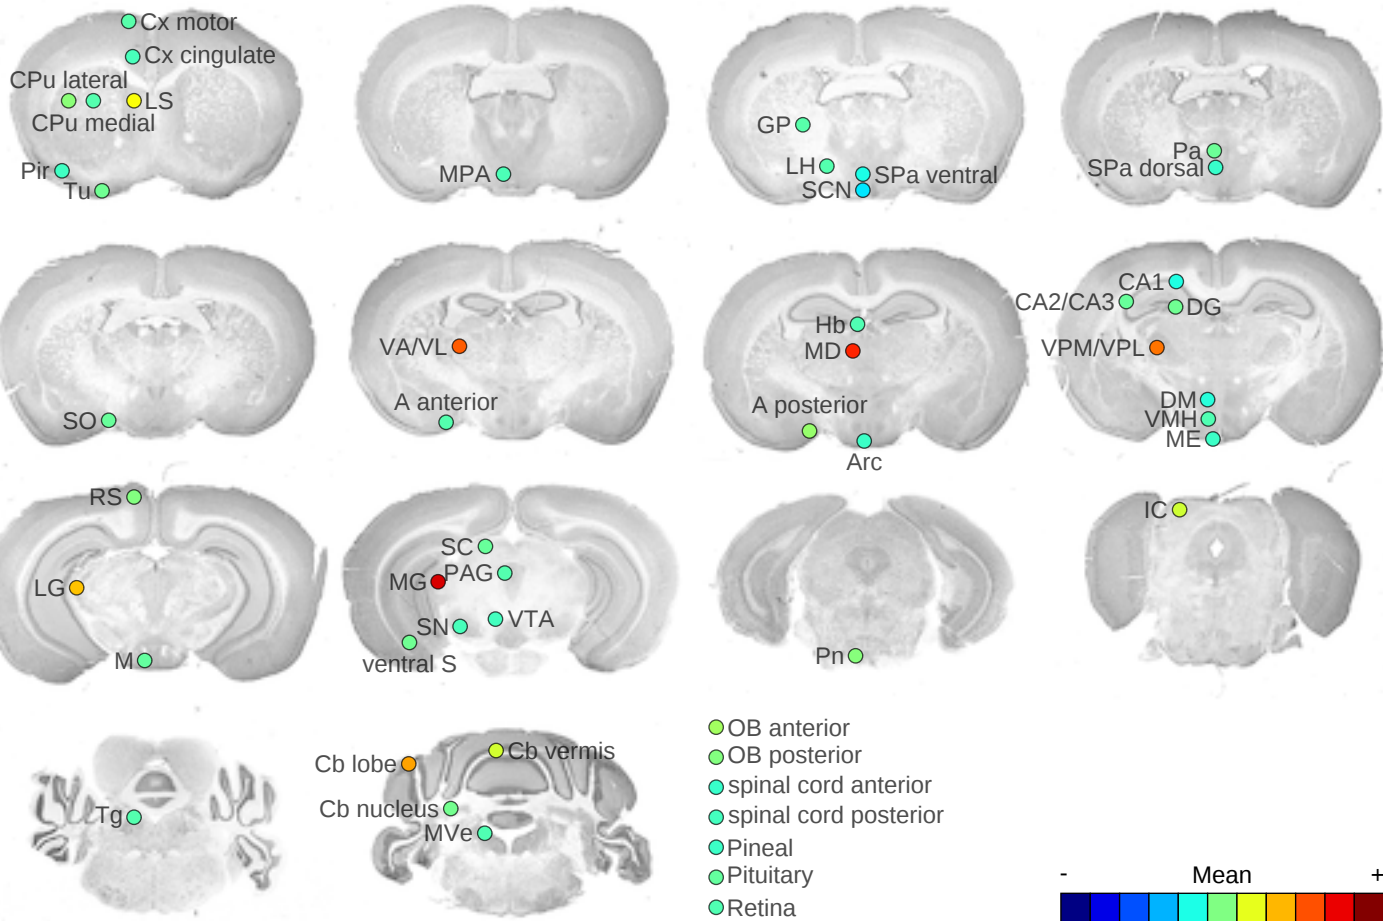 Cx motor
Cx cingulate
CPu lateral
LS
CPu medial
Pir
Tu
MPA
GP
LH
SPa ventral
SCN
Pa
SPa dorsal
SO
VA/VL
A anterior
Hb
MD
A posterior
Arc
CA1
CA2/CA3
DG
VPM/VPL
DM
VMH
ME
RS
LG
M
SC
MG
PAG
SN
VTA
ventral S
Pn
IC
Tg
Cb lobe
Cb vermis
Cb nucleus
MVe
OB anterior
OB posterior
spinal cord anterior
spinal cord posterior
Pineal
Pituitary
Retina
- Mean +